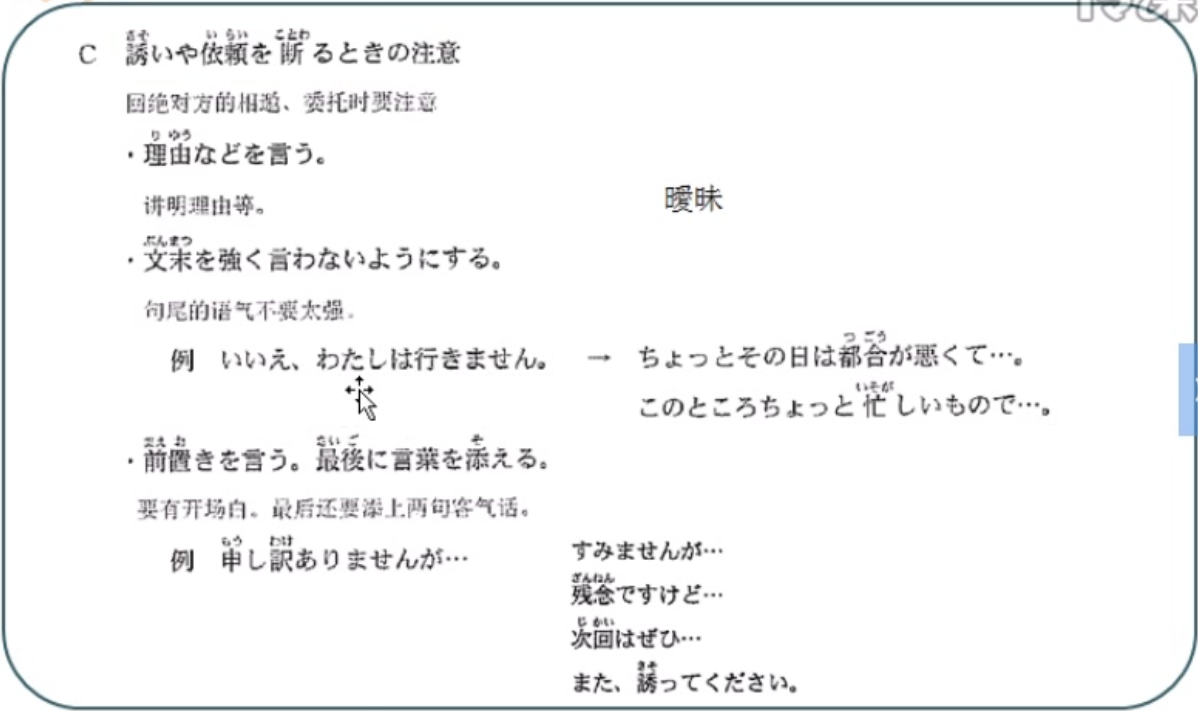 C 誘いや依頼を断るときの注意
回绝对方的相邀、委托时要注意
・理由などを言う。
讲明理由等。
曖昧
・文末を強く言わないようにする。
句尾的语气不要太强。
例 いいえ、わたしは行きません。 → ちょっとその日は都合が悪くて…。
このところちょっと忙しいもので…。
・前置きを言う。最後に言葉を添える。
要有开场白。最后还要添上两句客气话。
例 申し訳ありませんが…
すみませんが…
残念ですけど…
次回はぜひ…
また、誘ってください。